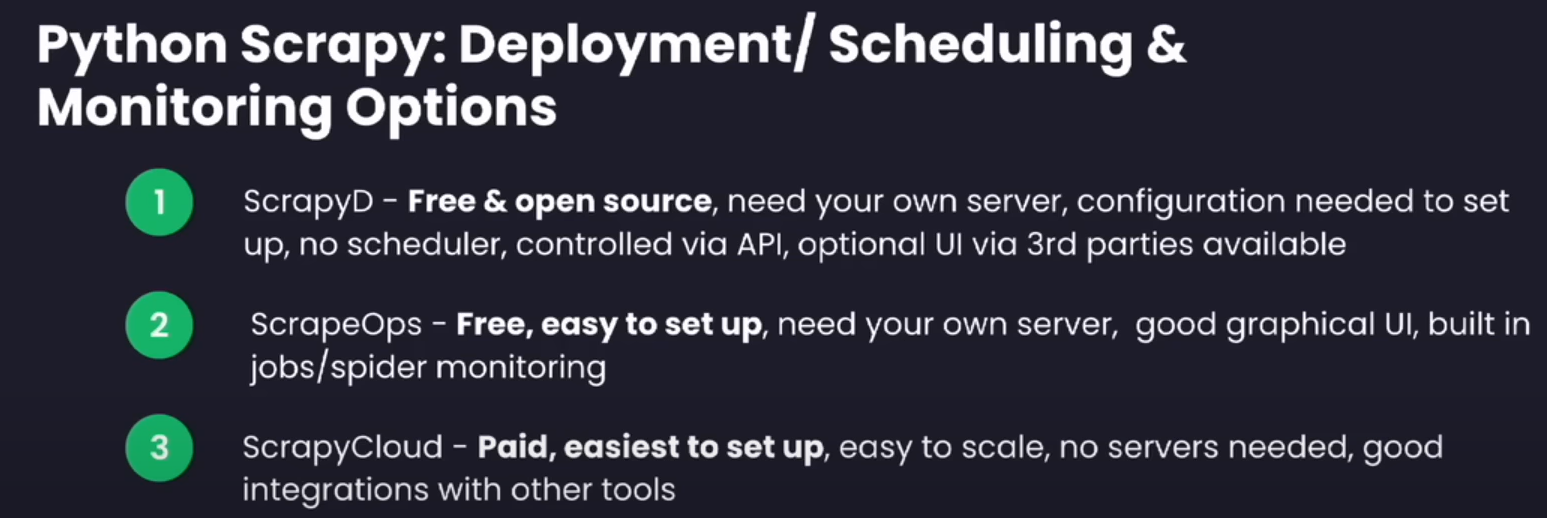 Python Scrapy: Deployment/ Scheduling &
Monitoring Options
1
ScrapyD - Free & open source, need your own server, configuration needed to set
up, no scheduler, controlled via API, optional UI via 3rd parties available
2
ScrapeOps - Free, easy to set up, need your own server, good graphical UI, built in
jobs/spider monitoring
3
ScrapyCloud - Paid, easiest to set up, easy to scale, no servers needed, good
integrations with other tools